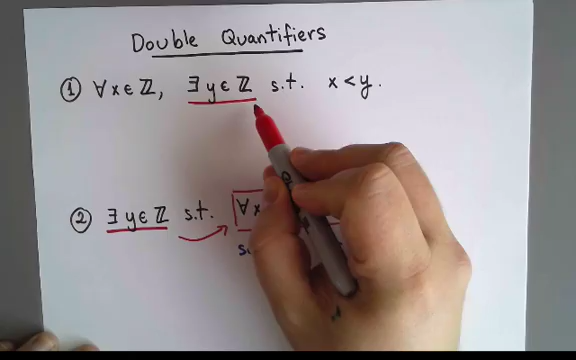 Double Quantifiers
① ∀x∈ℤ, ∃y∈ℤ s.t. x<y.
② ∃y∈ℤ s.t. ∀x